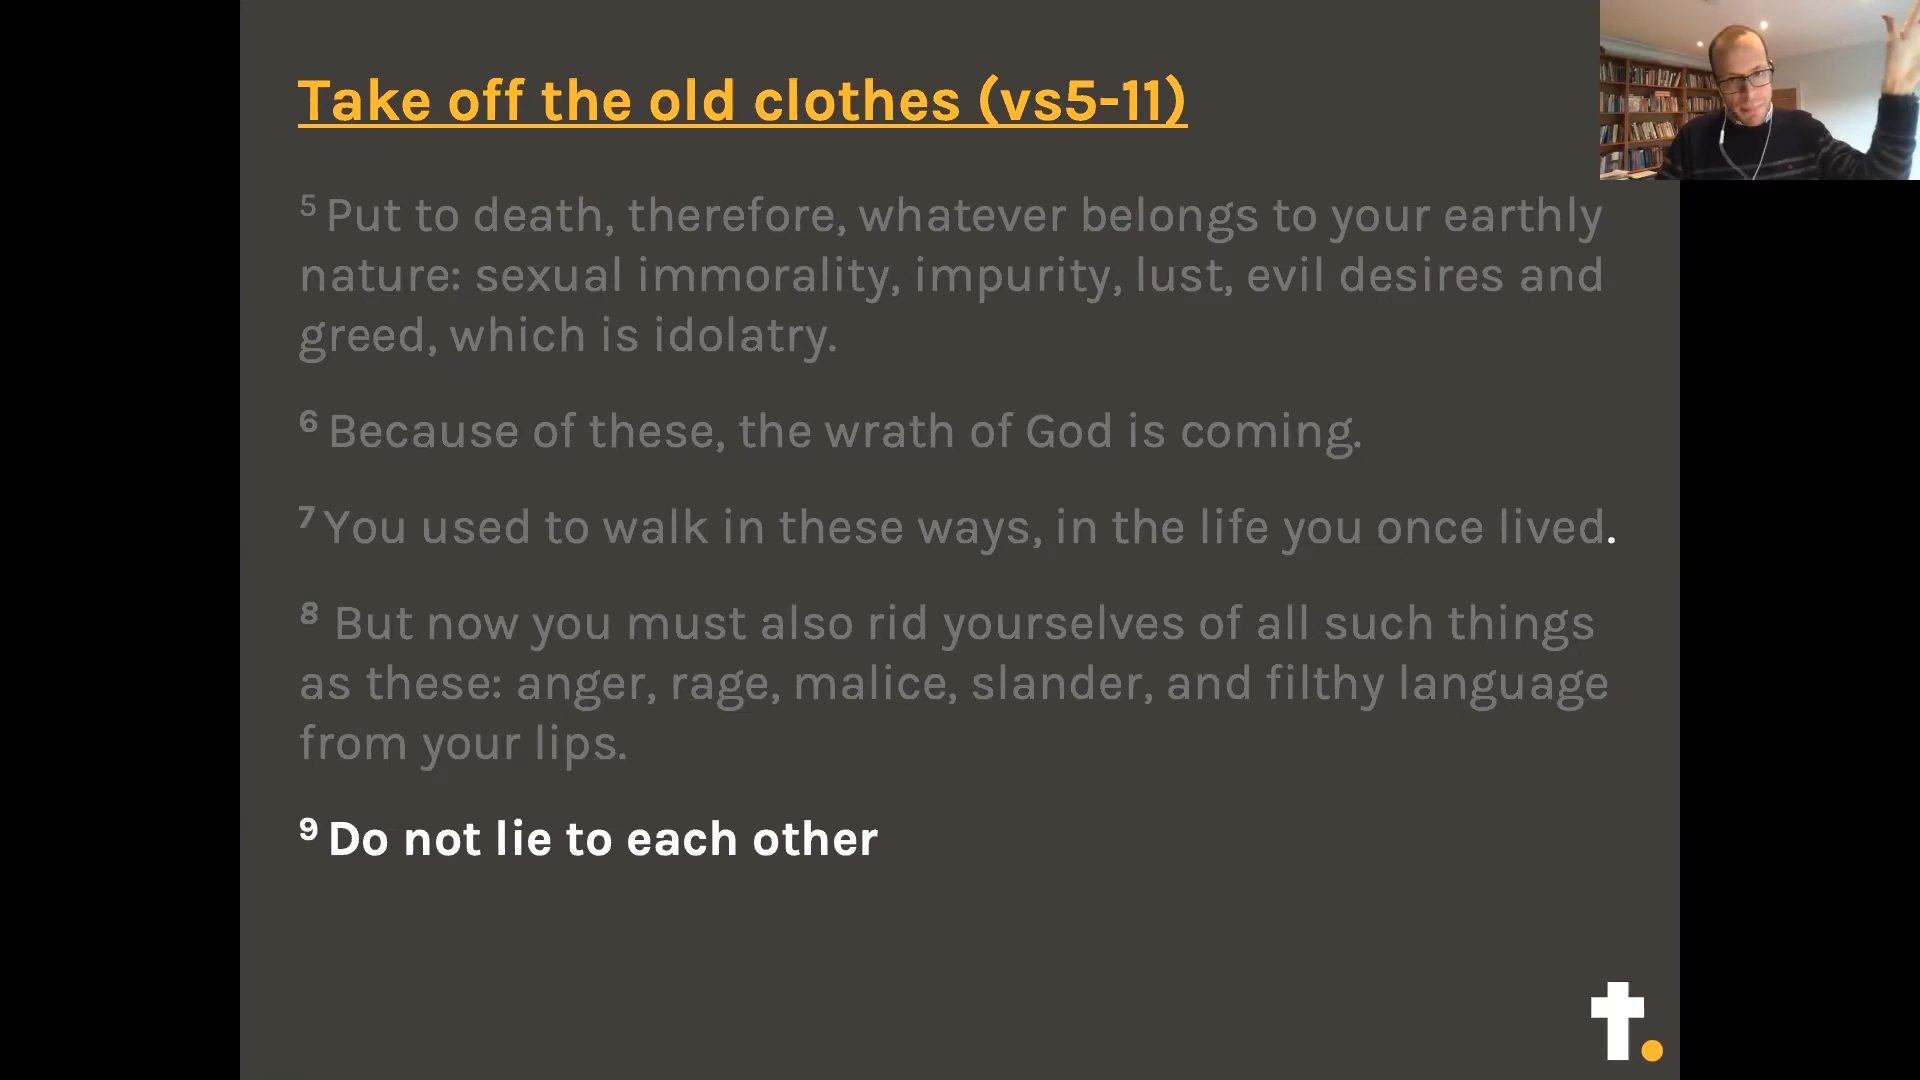 Take off the old clothes (vs5-11)
5 Put to death, therefore, whatever belongs to your earthly
nature: sexual immorality, impurity, lust, evil desires and
greed, which is idolatry.
6 Because of these, the wrath of God is coming.
7 You used to walk in these ways, in the life you once lived.
8 But now you must also rid yourselves of all such things
as these: anger, rage, malice, slander, and filthy language
from your lips.
9 Do not lie to each other
t.